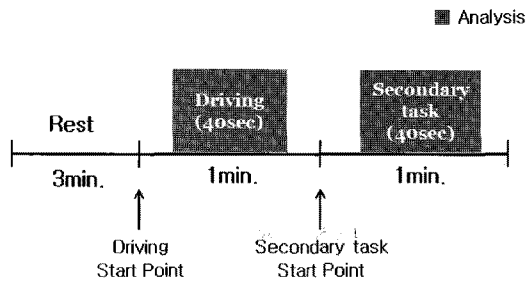 Analysis
Driving
(40sec)
Secondary
task
(40sec)
Rest
3min.
1min.
1min.
Driving
Start Point
Secondary task
Start Point